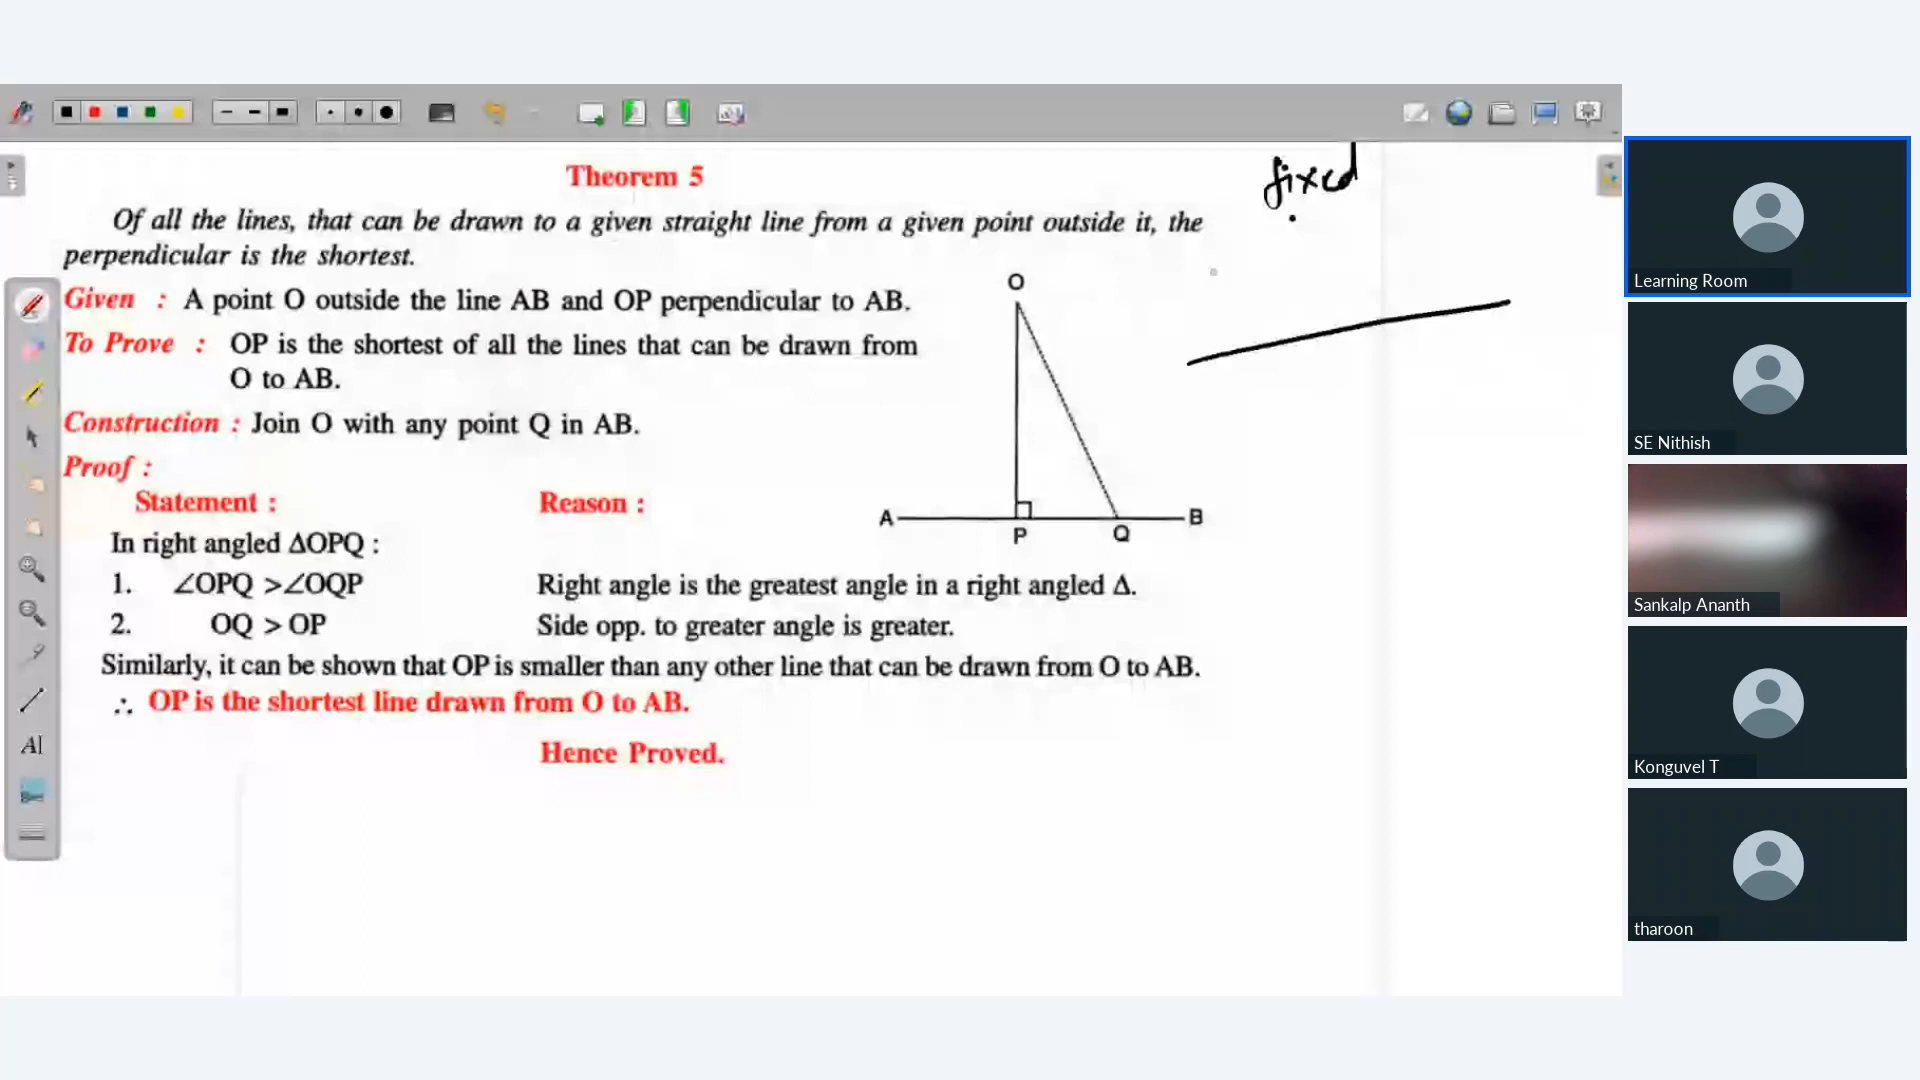 Theorem 5
fixed
Of all the lines, that can be drawn to a given straight line from a given point outside it, the
perpendicular is the shortest.
Given : A point O outside the line AB and OP perpendicular to AB.
To Prove : OP is the shortest of all the lines that can be drawn from
O to AB.
Construction : Join O with any point Q in AB.
Proof :
Statement : Reason :
In right angled ΔOPQ :
1. ∠OPQ >∠OQP Right angle is the greatest angle in a right angled Δ.
2. OQ > OP Side opp. to greater angle is greater.
Similarly, it can be shown that OP is smaller than any other line that can be drawn from O to AB.
∴ OP is the shortest line drawn from O to AB.
Hence Proved.
O
A
B
P
Q
AI
Learning Room
SE Nithish
Sankalp Ananth
Konguvel T
tharoon